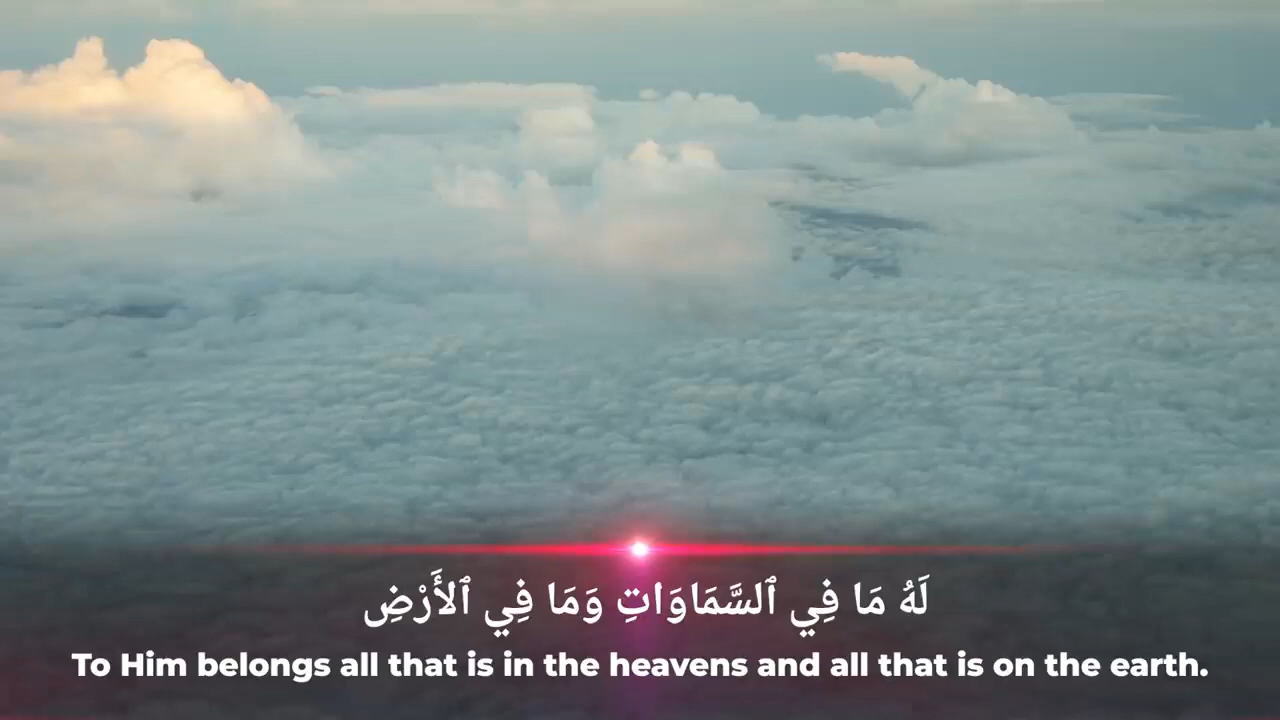 لَهُ مَا فِي ٱلسَّمَاوَاتِ وَمَا فِي ٱلأَرْضِ
To Him belongs all that is in the heavens and all that is on the earth.